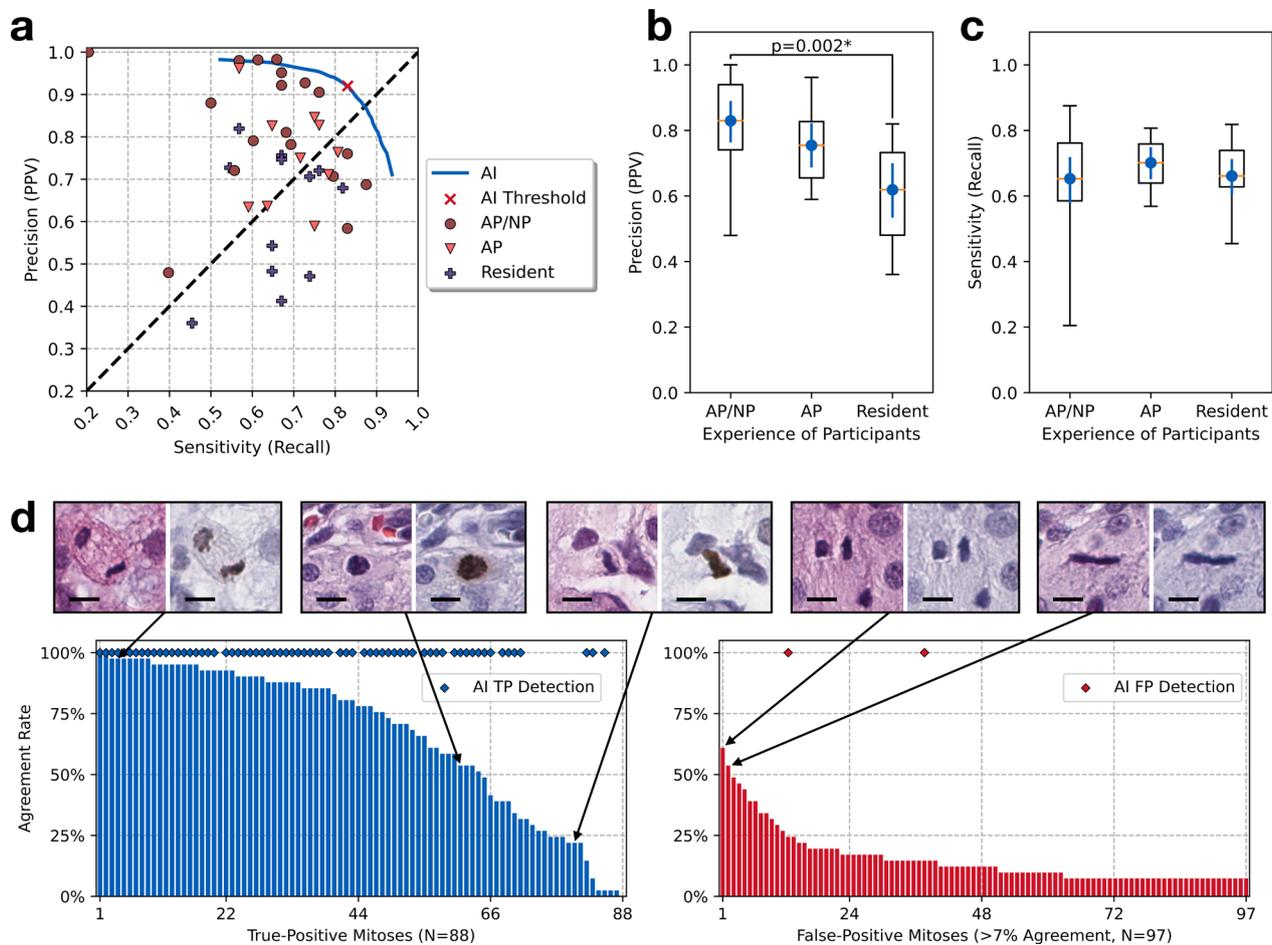 a
1.0
0.9
0.8
0.7
0.6
0.5
0.4
0.3
0.2
Precision (PPV)
0.2 0.3 0.4 0.5 0.6 0.7 0.8 0.9 1.0
Sensitivity (Recall)
AI
AI Threshold
AP/NP
AP
Resident
b
p=0.002*
1.0
0.8
0.6
0.4
0.2
0.0
Precision (PPV)
AP/NP AP Resident
Experience of Participants
c
1.0
0.8
0.6
0.4
0.2
0.0
Sensitivity (Recall)
AP/NP AP Resident
Experience of Participants
d
100%
75%
50%
25%
0%
Agreement Rate
AI TP Detection
1 22 44 66 88
True-Positive Mitoses (N=88)
100%
75%
50%
25%
0%
AI FP Detection
1 24 48 72 97
False-Positive Mitoses (>7% Agreement, N=97)